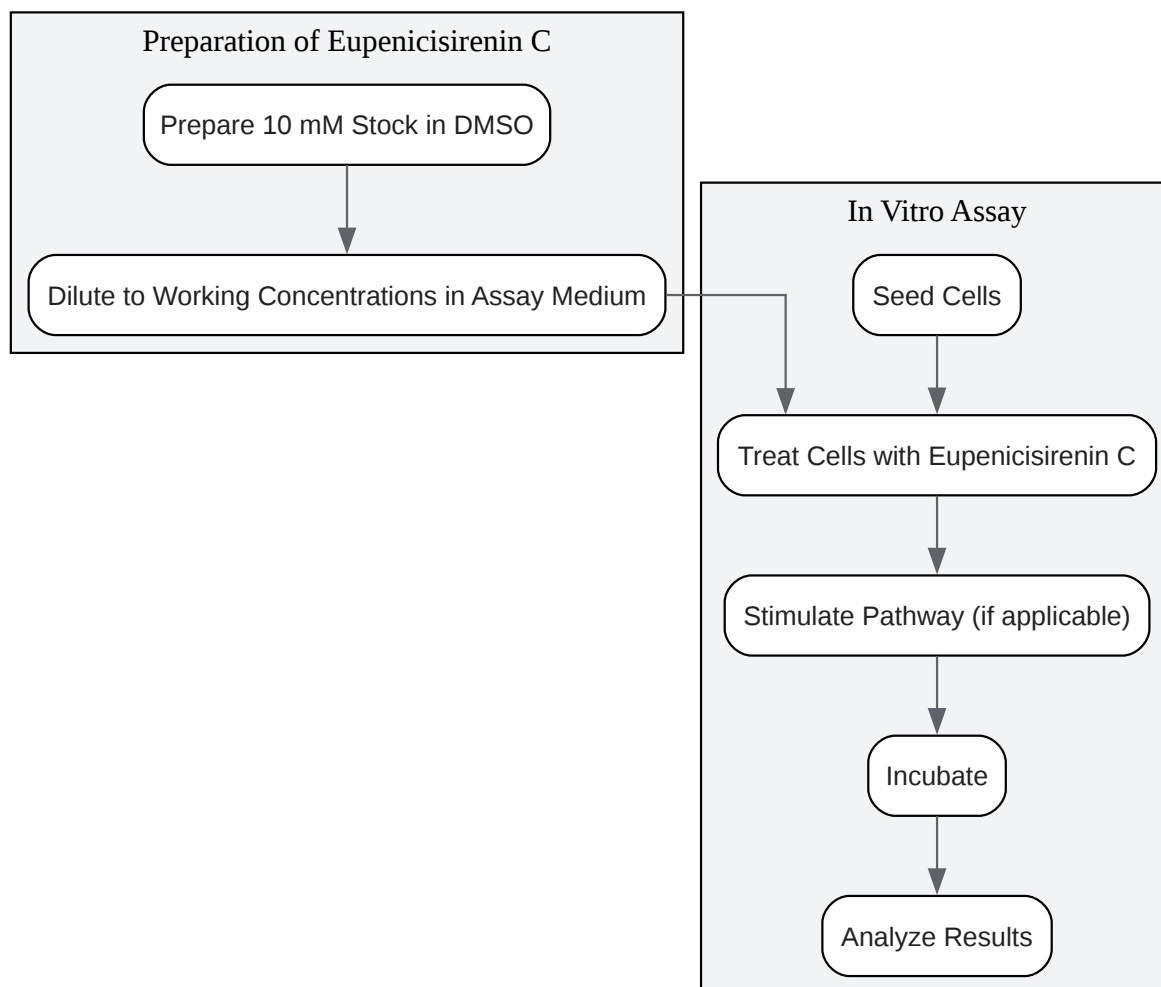 Preparation of Eupenicisirenin C
Prepare 10 mM Stock in DMSO
Dilute to Working Concentrations in Assay Medium
In Vitro Assay
Seed Cells
Treat Cells with Eupenicisirenin C
Stimulate Pathway (if applicable)
Incubate
Analyze Results